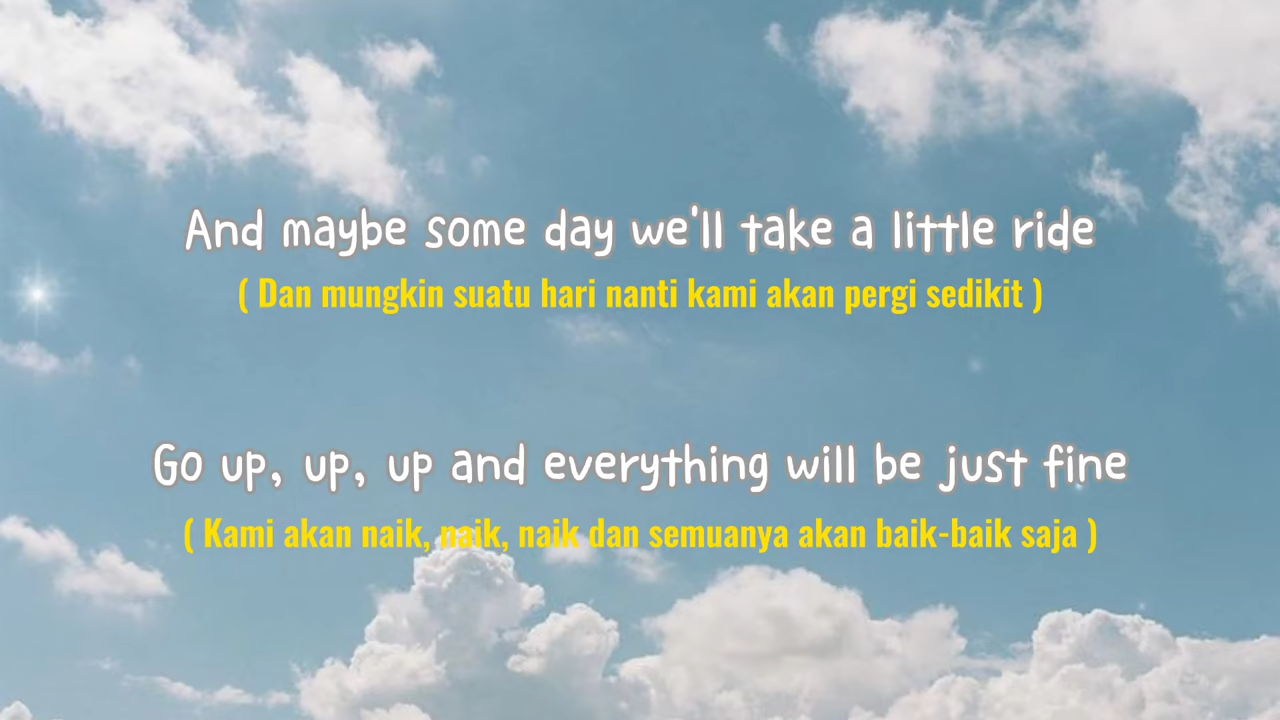 And maybe some day we'll take a little ride
( Dan mungkin suatu hari nanti kami akan pergi sedikit )
Go up, up, up and everything will be just fine
( Kami akan naik, naik, naik dan semuanya akan baik-baik saja )